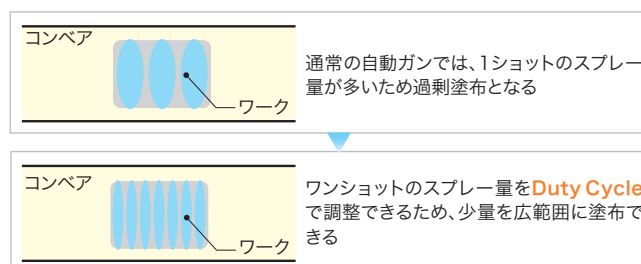 コンベア
ワーク
通常の自動ガンでは、1ショットのスプレー
量が多いため過剰塗布となる
コンベア
ワーク
ワンショットのスプレー量をDuty Cycle
で調整できるため、少量を広範囲に塗布で
きる